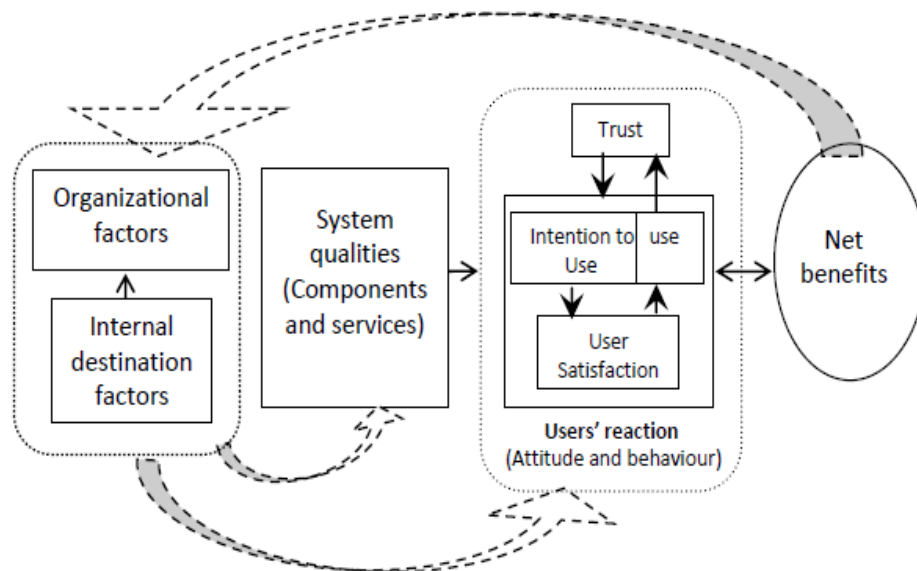 Organizational
factors
Internal
destination
factors
System
qualities
(Components
and services)
Trust
Intention to
Use
use
User
Satisfaction
Users’ reaction
(Attitude and behaviour)
Net
benefits